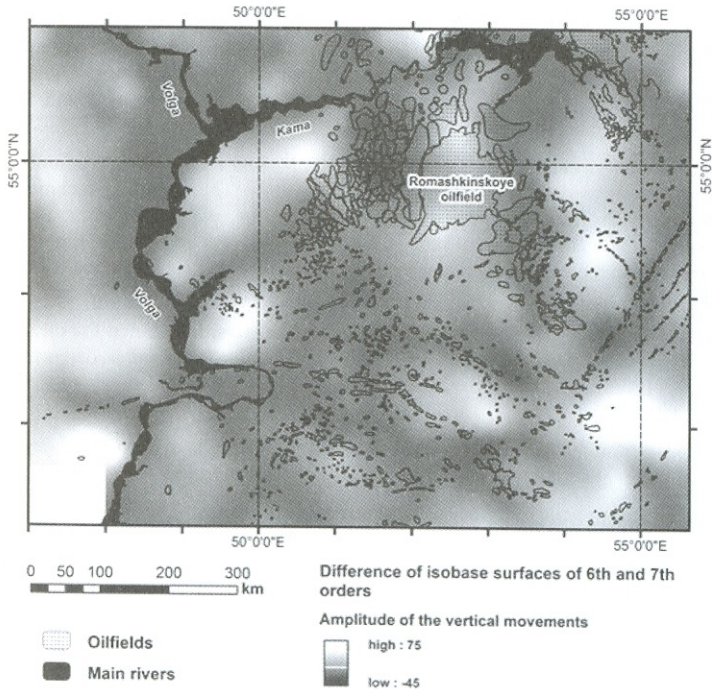 50°0'0"E
55°0'0"E
Volga
Kama
55°0'0"N
55°0'0"N
Romashkinskoye
oilfield
Volga
50°0'0"E
55°0'0"E
0 50 100 200 300
km
Oilfields
Main rivers
Difference of isobase surfaces of 6th and 7th
orders
Amplitude of the vertical movements
high : 75
low : -45